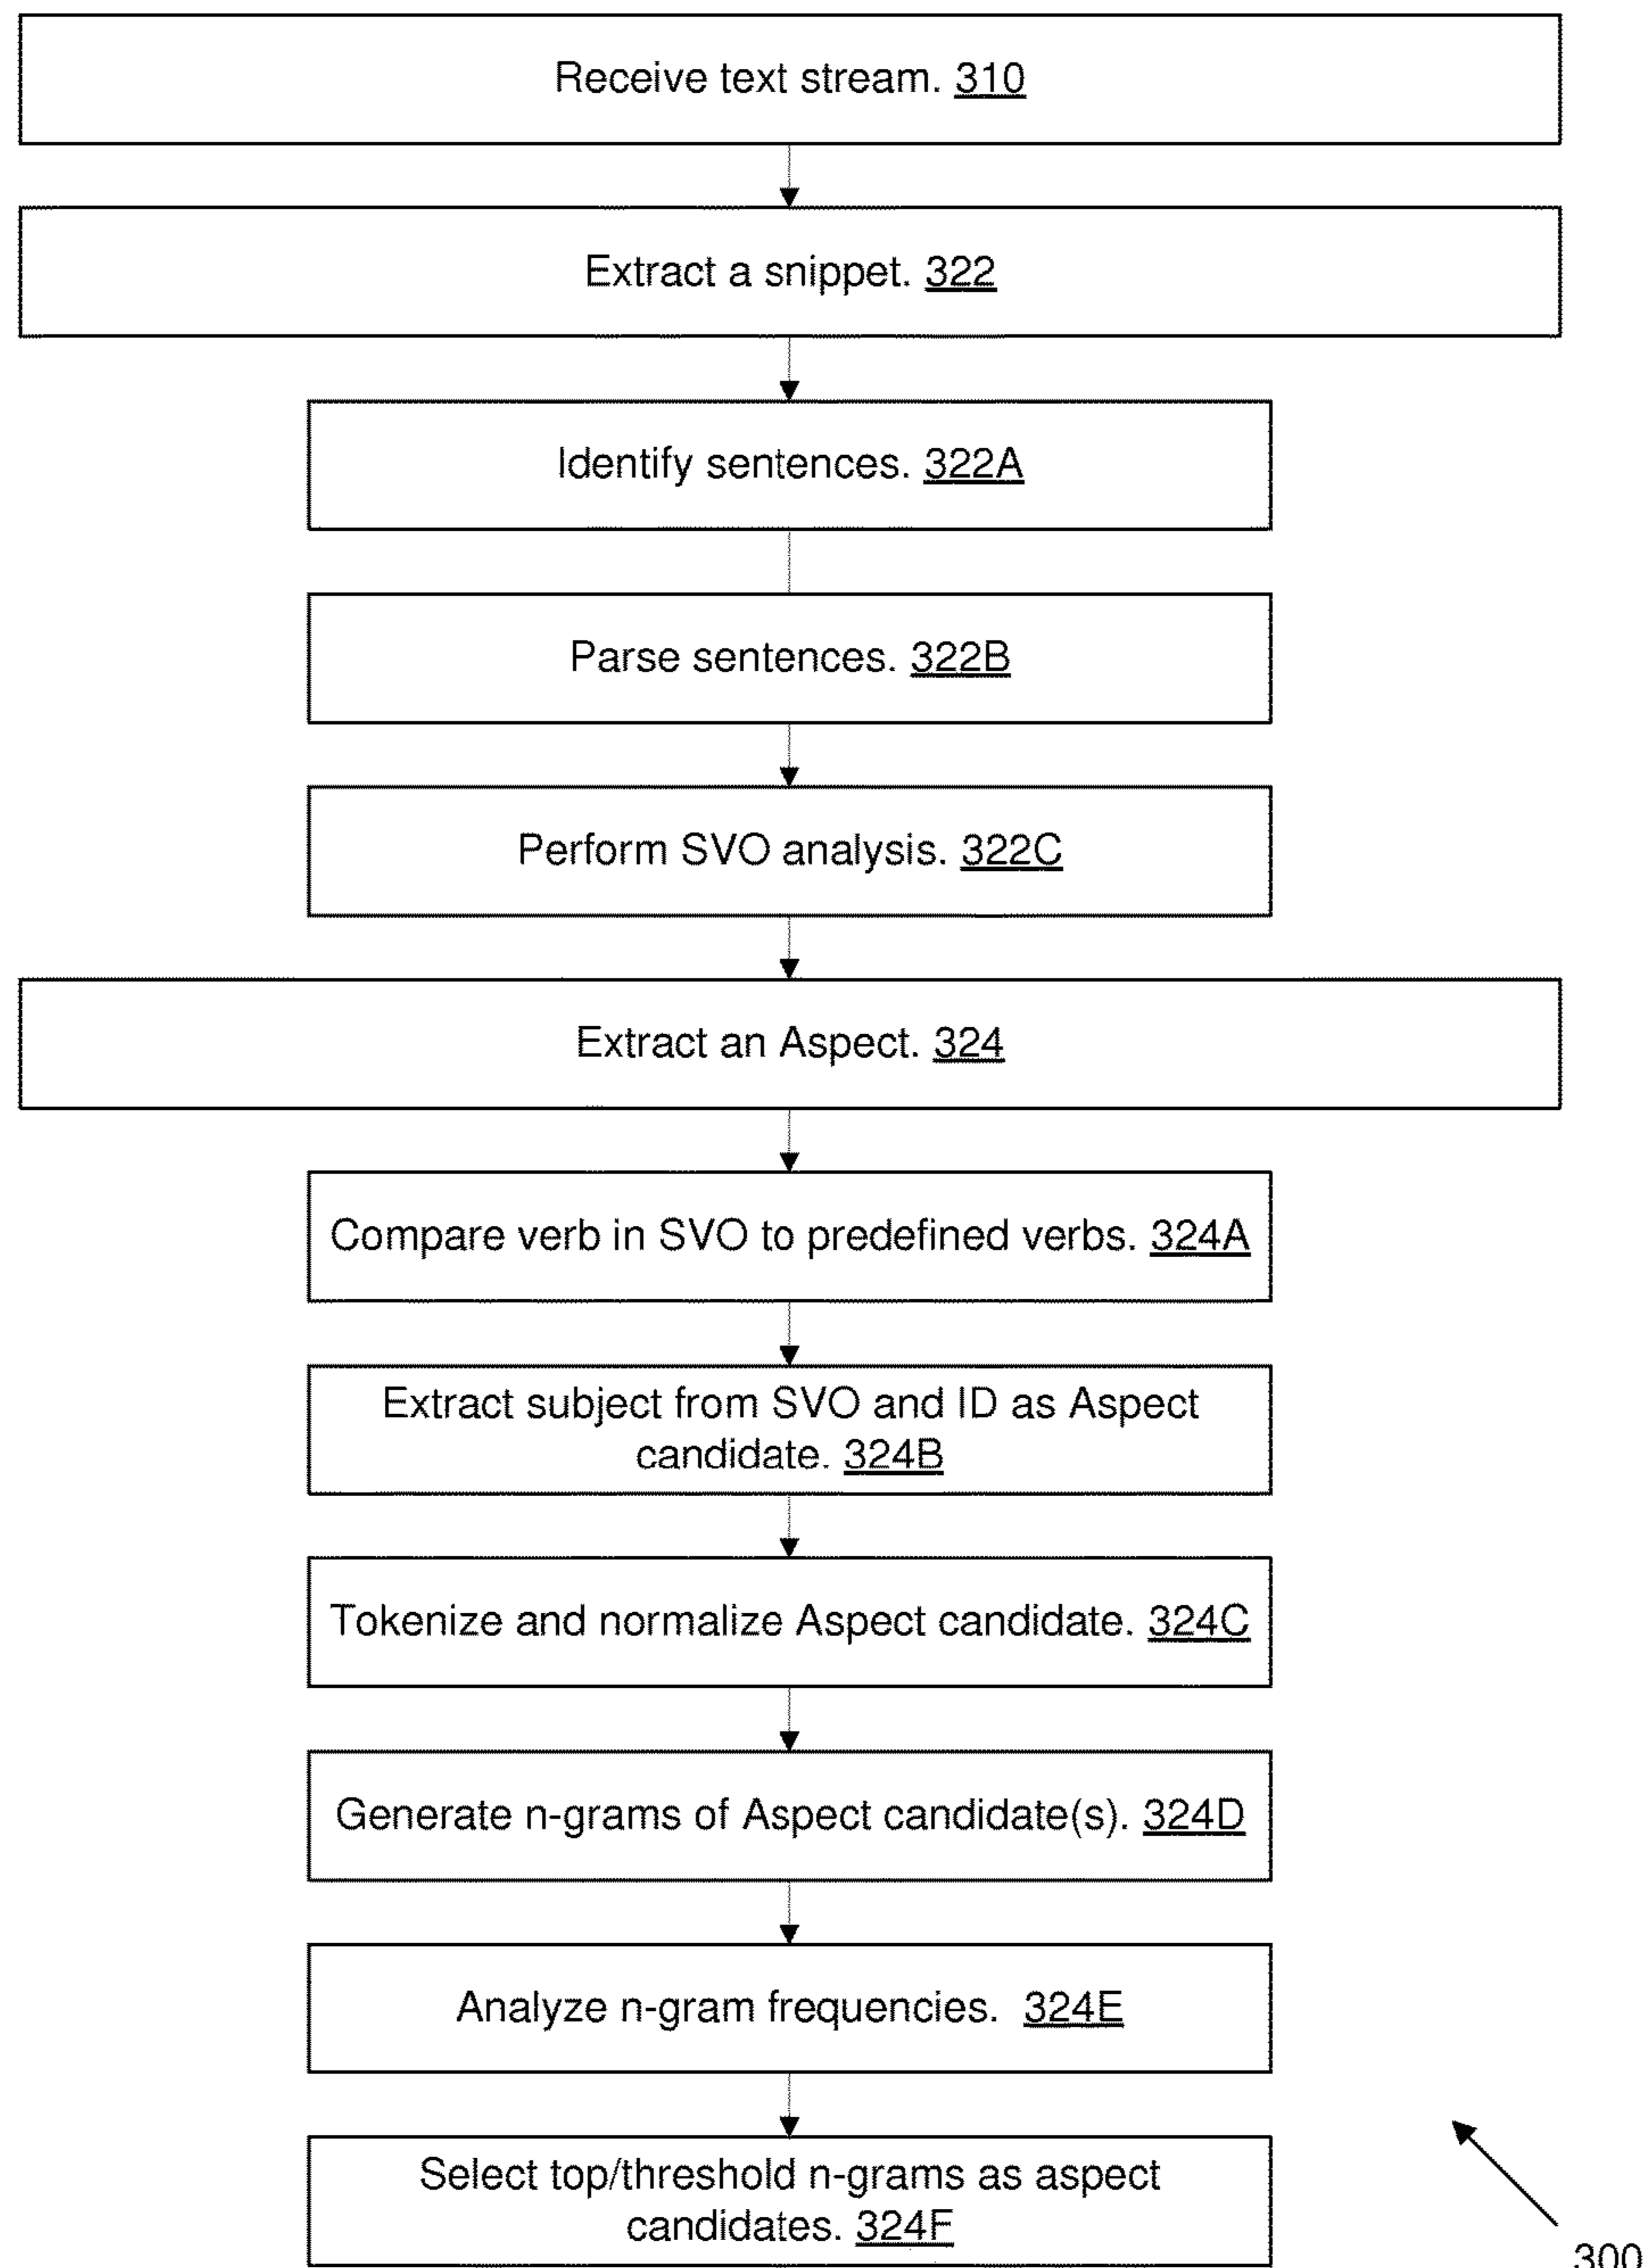 Receive text stream. 310
Extract a snippet. 322
Identify sentences. 322A
Parse sentences. 322B
Perform SVO analysis. 322C
Extract an Aspect. 324
Compare verb in SVO to predefined verbs. 324A
Extract subject from SVO and ID as Aspect
candidate. 324B
Tokenize and normalize Aspect candidate. 324C
Generate n-grams of Aspect candidate(s). 324D
Analyze n-gram frequencies. 324E
Select top/threshold n-grams as aspect
candidates. 324F
300